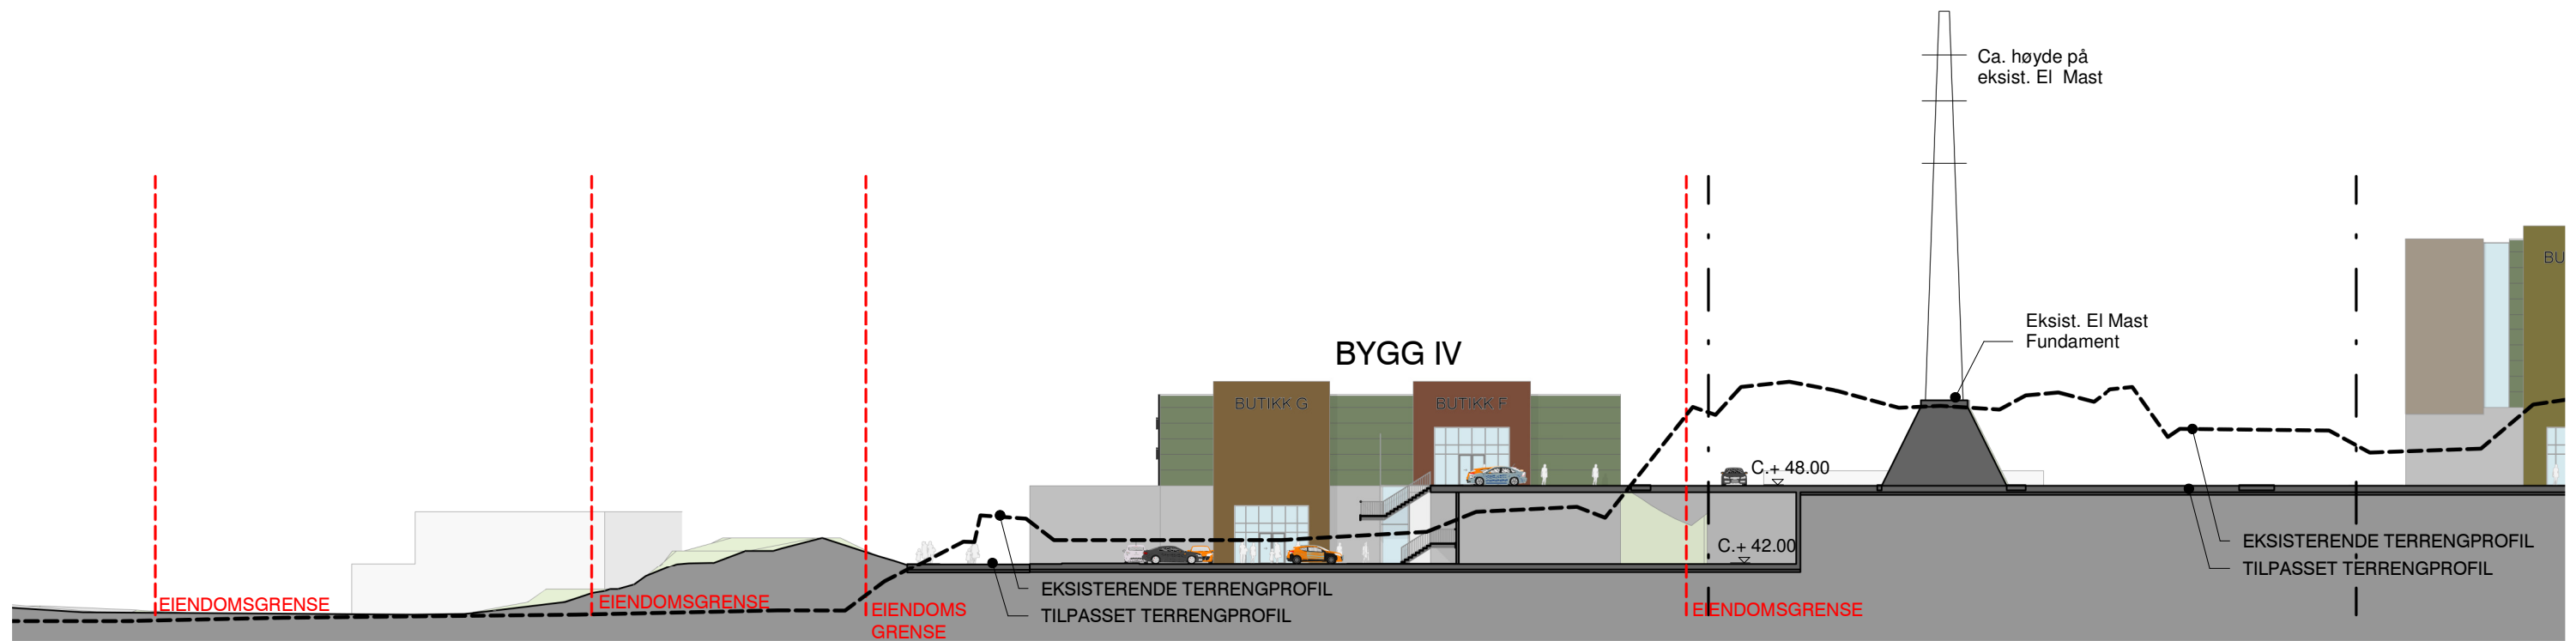 Ca. høyde på
eksist. El Mast
BU
Eksist. El Mast
Fundament
BYGG IV
BUTIKK G
BUTIKK F
C.+ 48.00
C.+ 42.00
EKSISTERENDE TERRENGPROFIL
TILPASSET TERRENGPROFIL
EKSISTERENDE TERRENGPROFIL
TILPASSET TERRENGPROFIL
EIENDOMSGRENSE
EIENDOMSGRENSE
EIENDOMS
GRENSE
EIENDOMSGRENSE